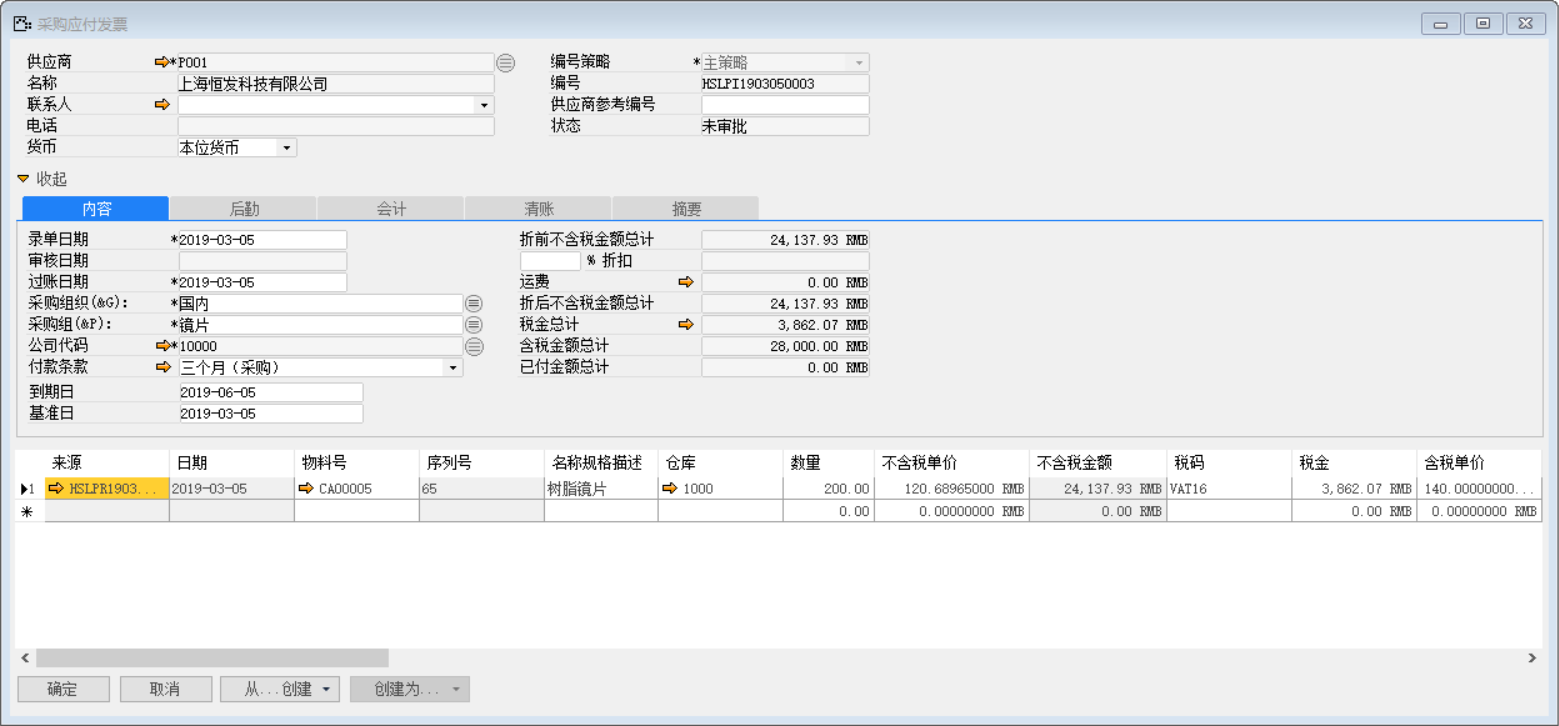 采购应付发票
供应商 *P001 编号策略 *主策略
名称 上海恒发科技有限公司 编号 HSLPI1903050003
联系人 供应商参考编号
电话 状态 未审批
货币 本位货币
收起
内容 后勤 会计 清账 摘要
录单日期 *2019-03-05 折前不含税金额总计 24,137.93 RMB
审核日期 % 折扣
过账日期 *2019-03-05 运费 0.00 RMB
采购组织(&G): *国内 折后不含税金额总计 24,137.93 RMB
采购组(&P): *镜片 税金总计 3,862.07 RMB
公司代码 *10000 含税金额总计 28,000.00 RMB
付款条款 三个月（采购） 已付金额总计 0.00 RMB
到期日 2019-06-05
基准日 2019-03-05
来源 日期 物料号 序列号 名称规格描述 仓库 数量 不含税单价 不含税金额 税码 税金 含税单价
1 HSLPR1903... 2019-03-05 CA00005 65 树脂镜片 1000 200.00 120.68965000 RMB 24,137.93 RMB VAT16 3,862.07 RMB 140.00000000...
* 0.00 0.00000000 RMB 0.00 RMB 0.00 RMB 0.00000000 RMB
确定 取消 从...创建 创建为...